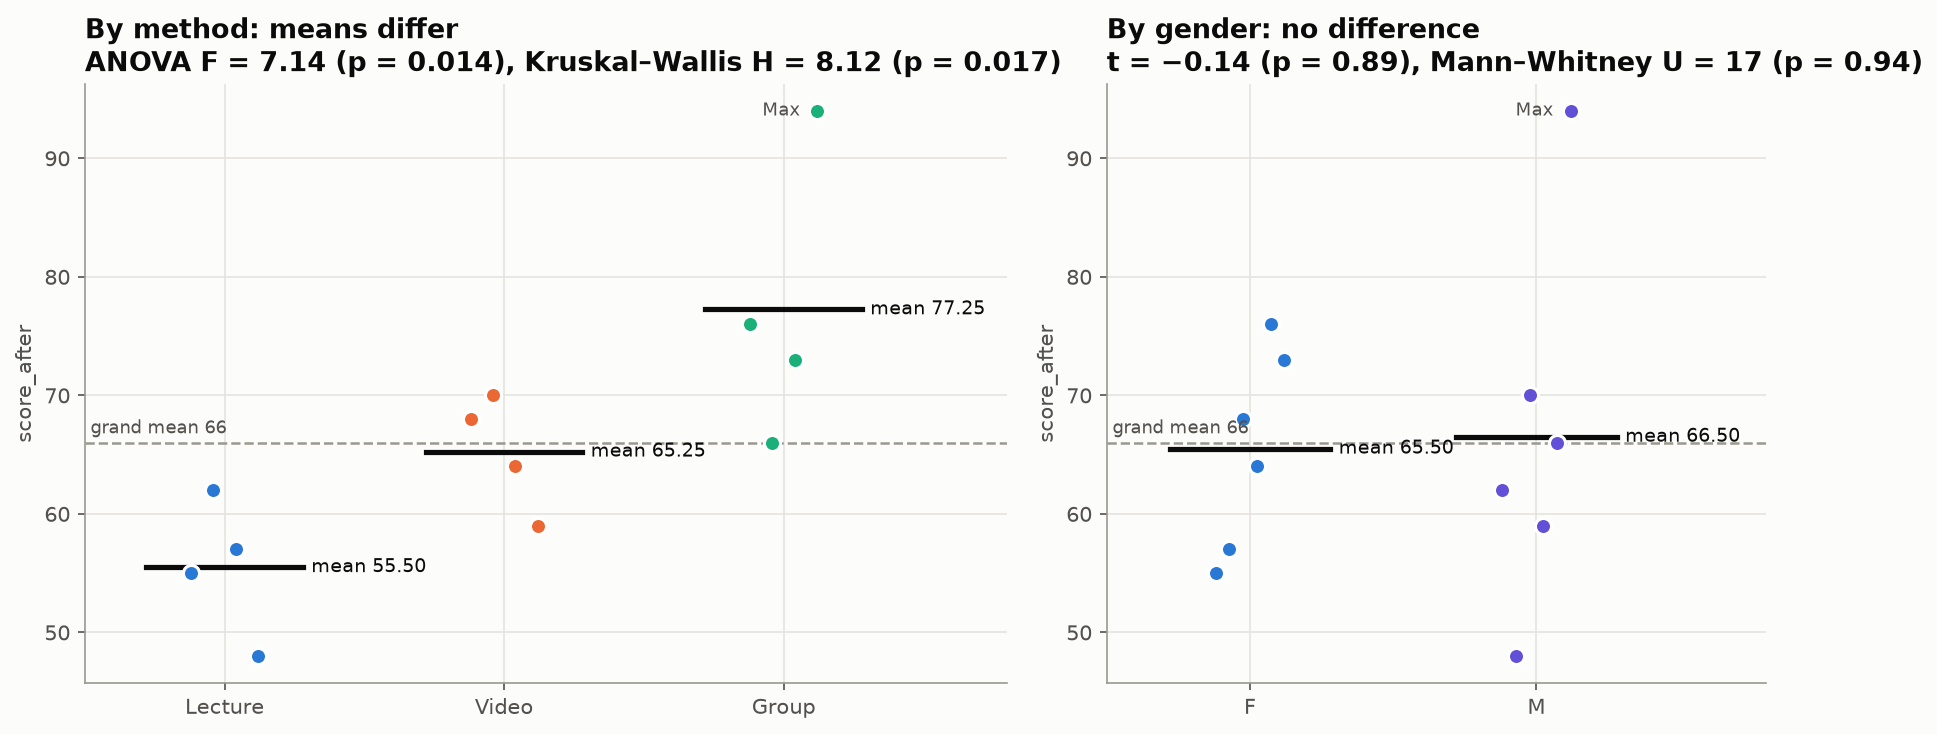 By method: means differ
ANOVA F = 7.14 (p = 0.014), Kruskal–Wallis H = 8.12 (p = 0.017)
score_after
90
80
70
60
50
Max
mean 77.25
grand mean 66
mean 65.25
mean 55.50
Lecture
Video
Group
By gender: no difference
t = −0.14 (p = 0.89), Mann–Whitney U = 17 (p = 0.94)
score_after
90
80
70
60
50
Max
grand mean 66
mean 65.50
mean 66.50
F
M